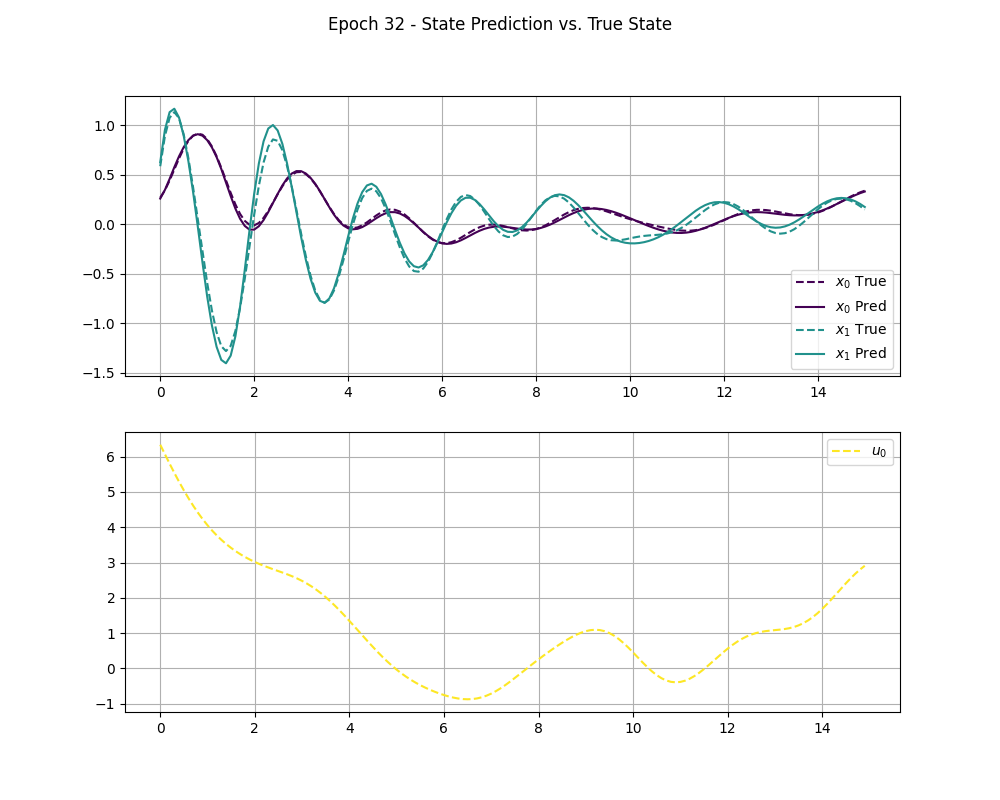 Epoch 32 - State Prediction vs. True State
1.0
0.5
0.0
−0.5
−1.0
−1.5
x₀ True
x₀ Pred
x₁ True
x₁ Pred
0 2 4 6 8 10 12 14
6
5
4
3
2
1
0
−1
u₀
0 2 4 6 8 10 12 14